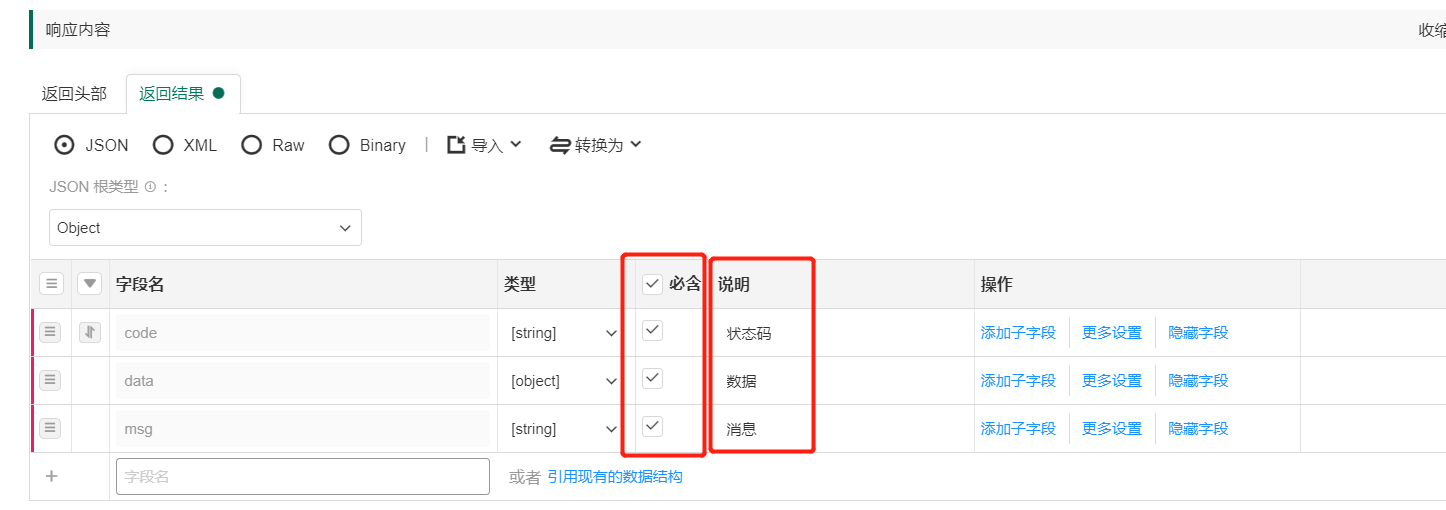 响应内容 收缩
返回头部 返回结果
JSON XML Raw Binary | 导入 转换为
JSON 根类型 :
Object
字段名 类型 必含 说明 操作
code [string] 状态码 添加子字段 更多设置 隐藏字段
data [object] 数据 添加子字段 更多设置 隐藏字段
msg [string] 消息 添加子字段 更多设置 隐藏字段
+ 字段名 或者 引用现有的数据结构